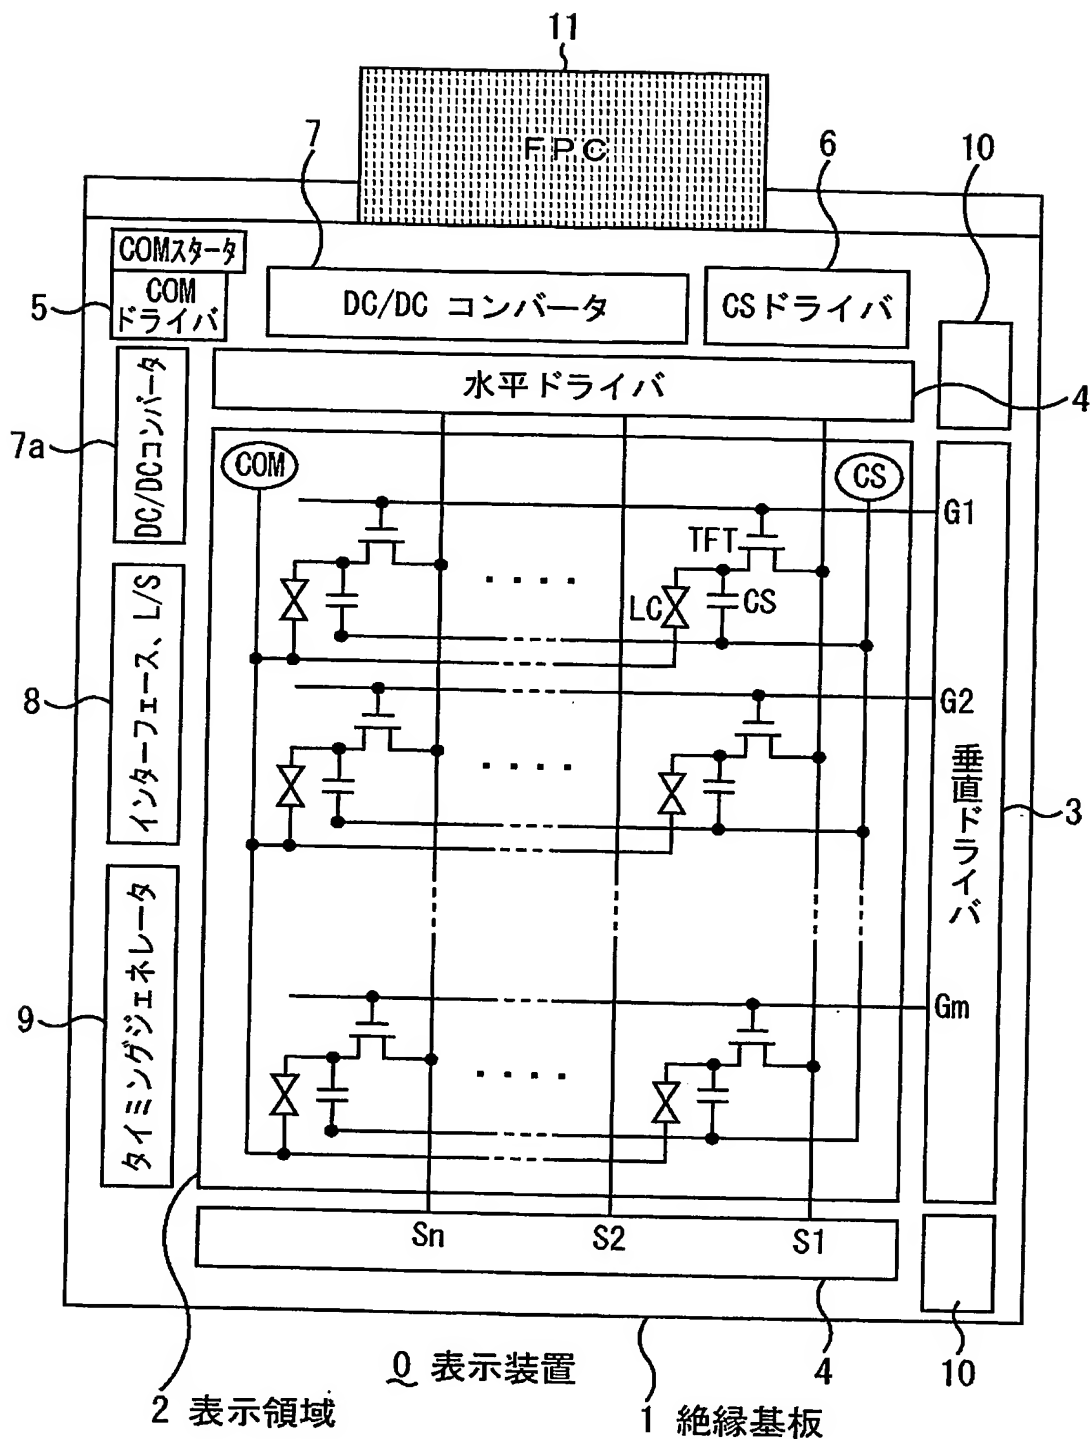 11
FPC
7
6
10
COMスタータ
COM
ドライバ
5
DC/DC コンバータ
CSドライバ
水平ドライバ
4
DC/DCコンバータ
7a
COM
CS
G1
TFT
LC
CS
インターフェース、L/S
8
G2
垂直ドライバ
3
タイミングジェネレータ
9
Gm
Sn
S2
S1
4
10
0 表示装置
2 表示領域
1 絶縁基板